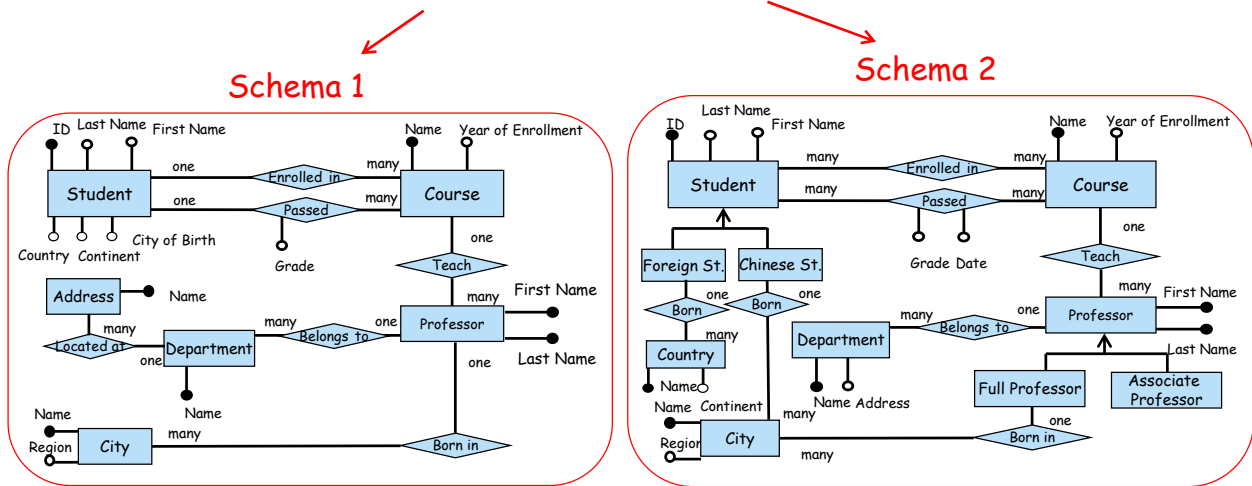 Schema 1
ID
Last Name
First Name
Name
Year of Enrollment
one
many
Enrolled in
Student
Course
one
many
Passed
City of Birth
Country
Continent
Grade
one
Teach
Address
Name
many
First Name
many
one
Professor
many
Belongs to
Located at
one
Department
Last Name
one
Name
Name
many
Region
City
Born in
Schema 2
Last Name
ID
First Name
Name
Year of Enrollment
many
many
Enrolled in
Student
Course
many
many
Passed
one
Grade
Date
Teach
Foreign St.
Chinese St.
many
First Name
one
one
Born
Born
Professor
many
one
Belongs to
many
Department
Last Name
Country
Name
Full Professor
Associate
Professor
Name
Address
Name
Continent
many
one
Region
City
Born in
many